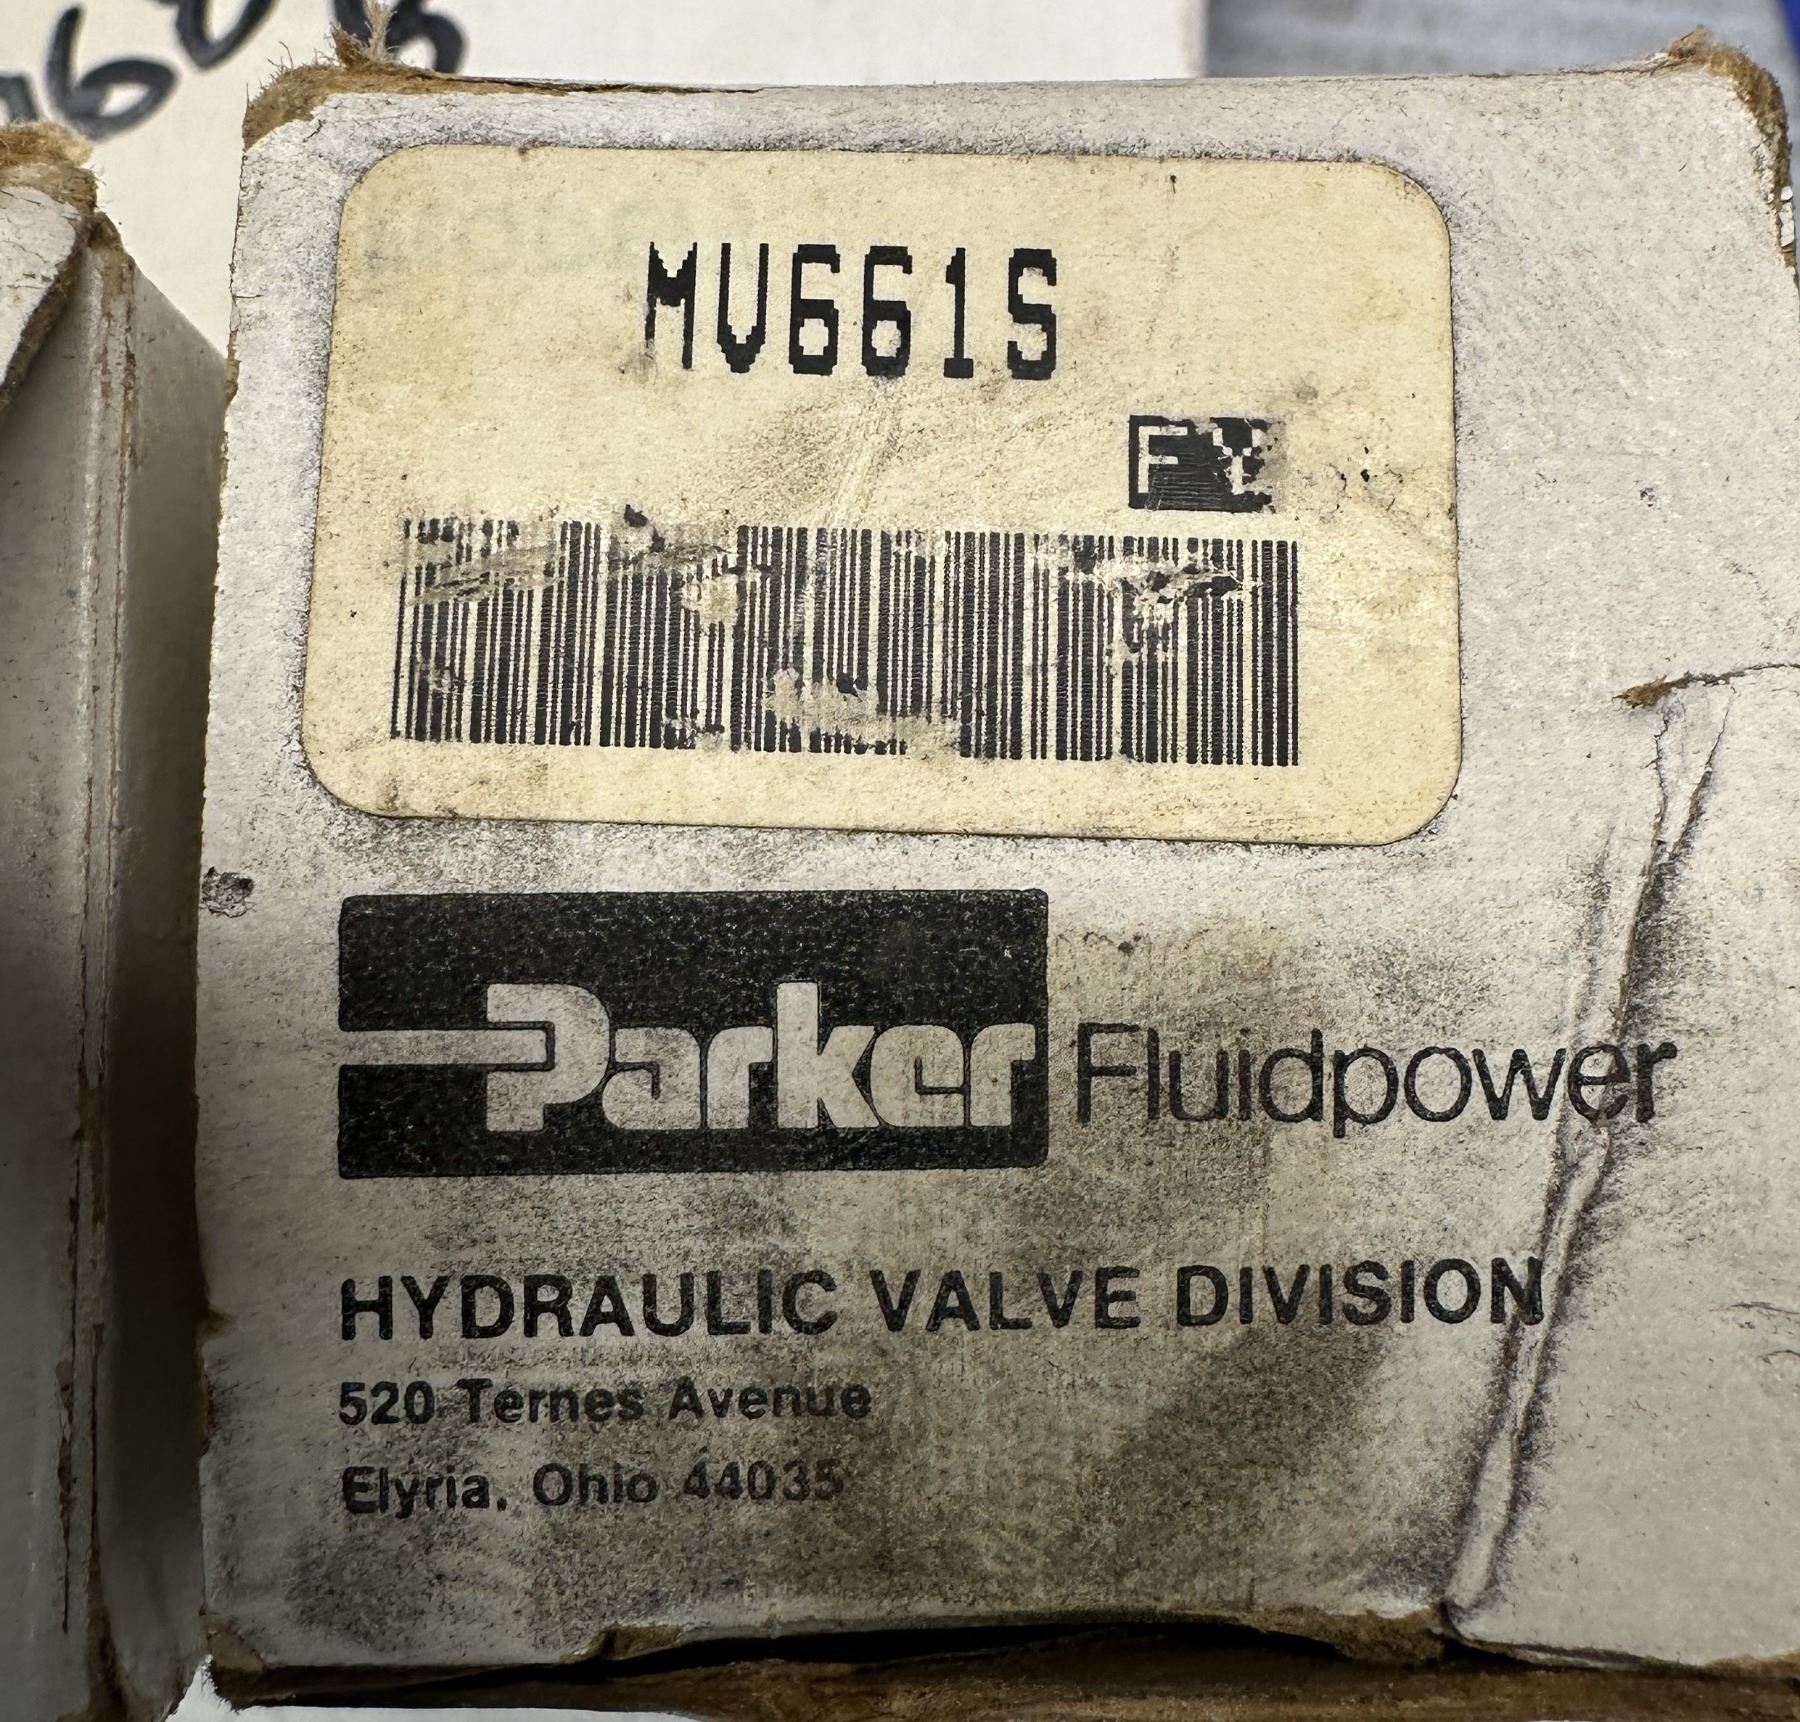 MV661S
Parker Fluidpower
HYDRAULIC VALVE DIVISION
520 Ternes Avenue
Elyria, Ohio 44035